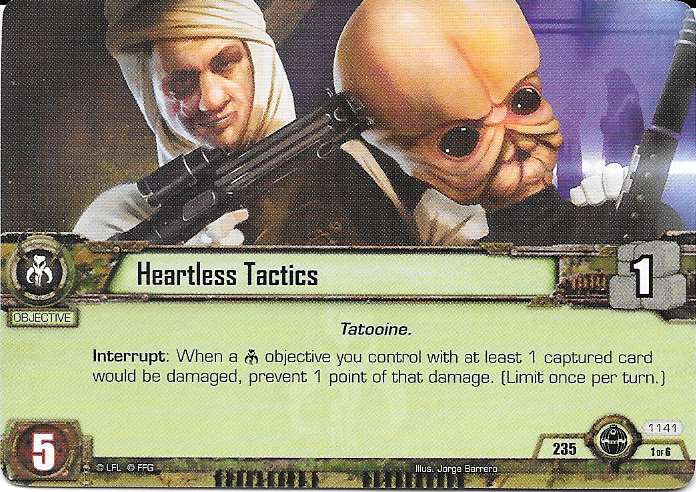 Heartless Tactics
1
OBJECTIVE
Tatooine.
Interrupt: When a objective you control with at least 1 captured card
would be damaged, prevent 1 point of that damage. (Limit once per turn.)
5
© LFL © FFG
Illus. Jorge Barrero
235
1141
1 OF 6